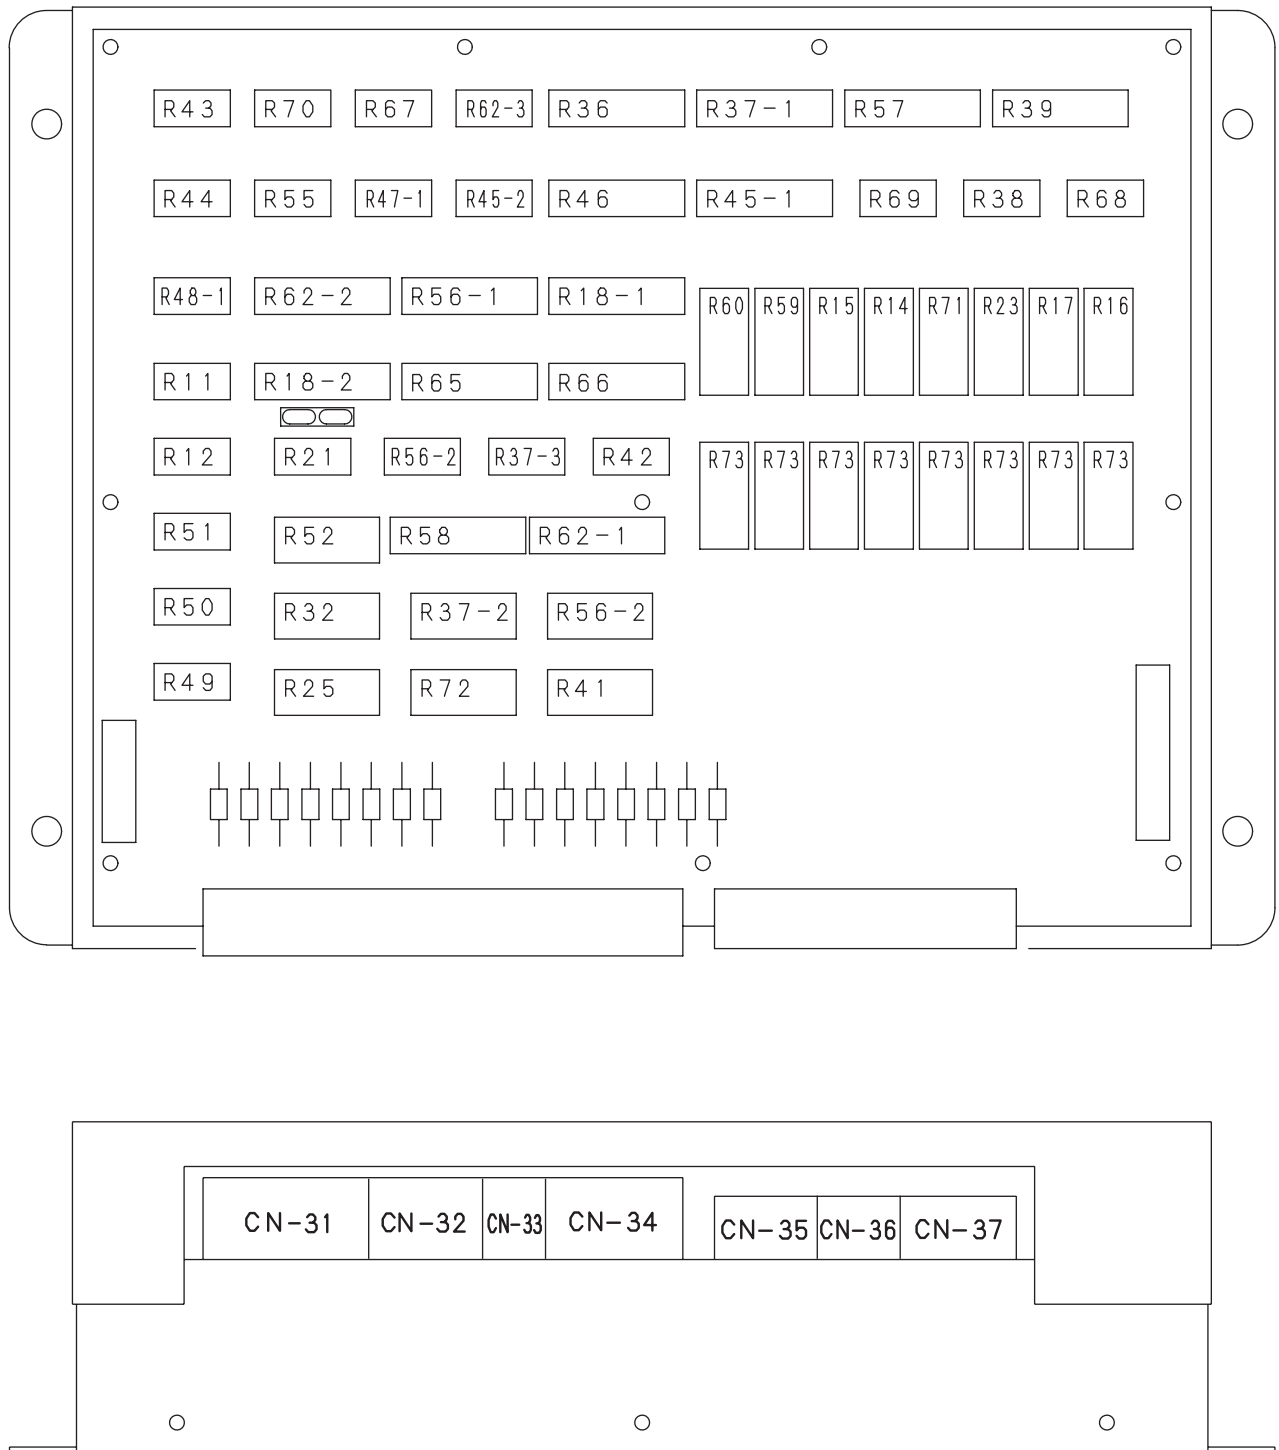 R43 R70 R67 R62-3 R36 R37-1 R57 R39
R44 R55 R47-1 R45-2 R46 R45-1 R69 R38 R68
R48-1 R62-2 R56-1 R18-1
R60 R59 R15 R14 R71 R23 R17 R16
R11 R18-2 R65 R66
R12 R21 R56-2 R37-3 R42
R73 R73 R73 R73 R73 R73 R73 R73
R51 R52 R58 R62-1
R50 R32 R37-2 R56-2
R49 R25 R72 R41
CN-31 CN-32 CN-33 CN-34 CN-35 CN-36 CN-37